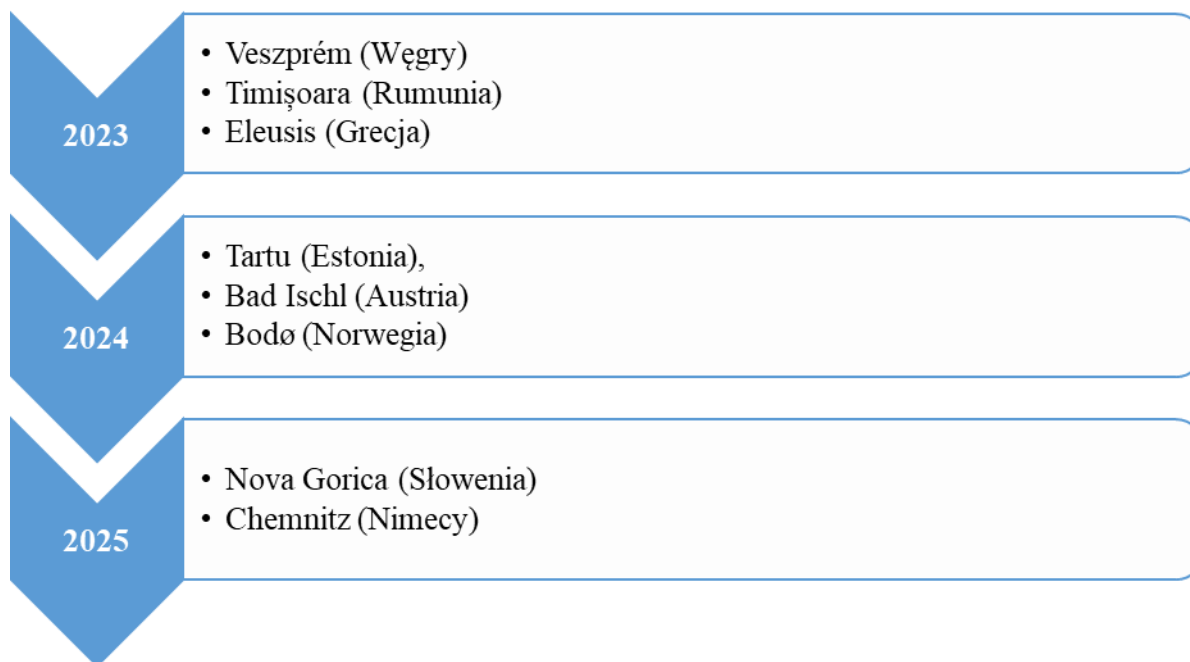 2023
• Veszprém (Węgry)
• Timișoara (Rumunia)
• Eleusis (Grecja)
2024
• Tartu (Estonia),
• Bad Ischl (Austria)
• Bodø (Norwegia)
2025
• Nova Gorica (Słowenia)
• Chemnitz (Nimecy)